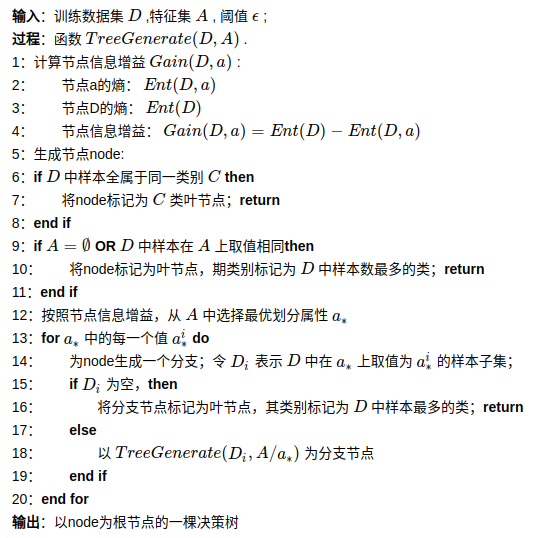 输入：训练数据集 D ,特征集 A , 阈值 ϵ ;
过程：函数 TreeGenerate(D, A) .
1：计算节点信息增益 Gain(D, a) :
2： 节点a的熵： Ent(D, a)
3： 节点D的熵： Ent(D)
4： 节点信息增益： Gain(D, a) = Ent(D) − Ent(D, a)
5：生成节点node:
6：if D 中样本全属于同一类别 C then
7： 将node标记为 C 类叶节点；return
8：end if
9：if A = ∅ OR D 中样本在 A 上取值相同then
10： 将node标记为叶节点，期类别标记为 D 中样本数最多的类；return
11：end if
12：按照节点信息增益，从 A 中选择最优划分属性 a_*
13：for a_* 中的每一个值 a_*^i do
14： 为node生成一个分支；令 D_i 表示 D 中在 a_* 上取值为 a_*^i 的样本子集；
15： if D_i 为空，then
16： 将分支节点标记为叶节点，其类别标记为 D 中样本最多的类；return
17： else
18： 以 TreeGenerate(D_i, A/a_*) 为分支节点
19： end if
20：end for
输出：以node为根节点的一棵决策树